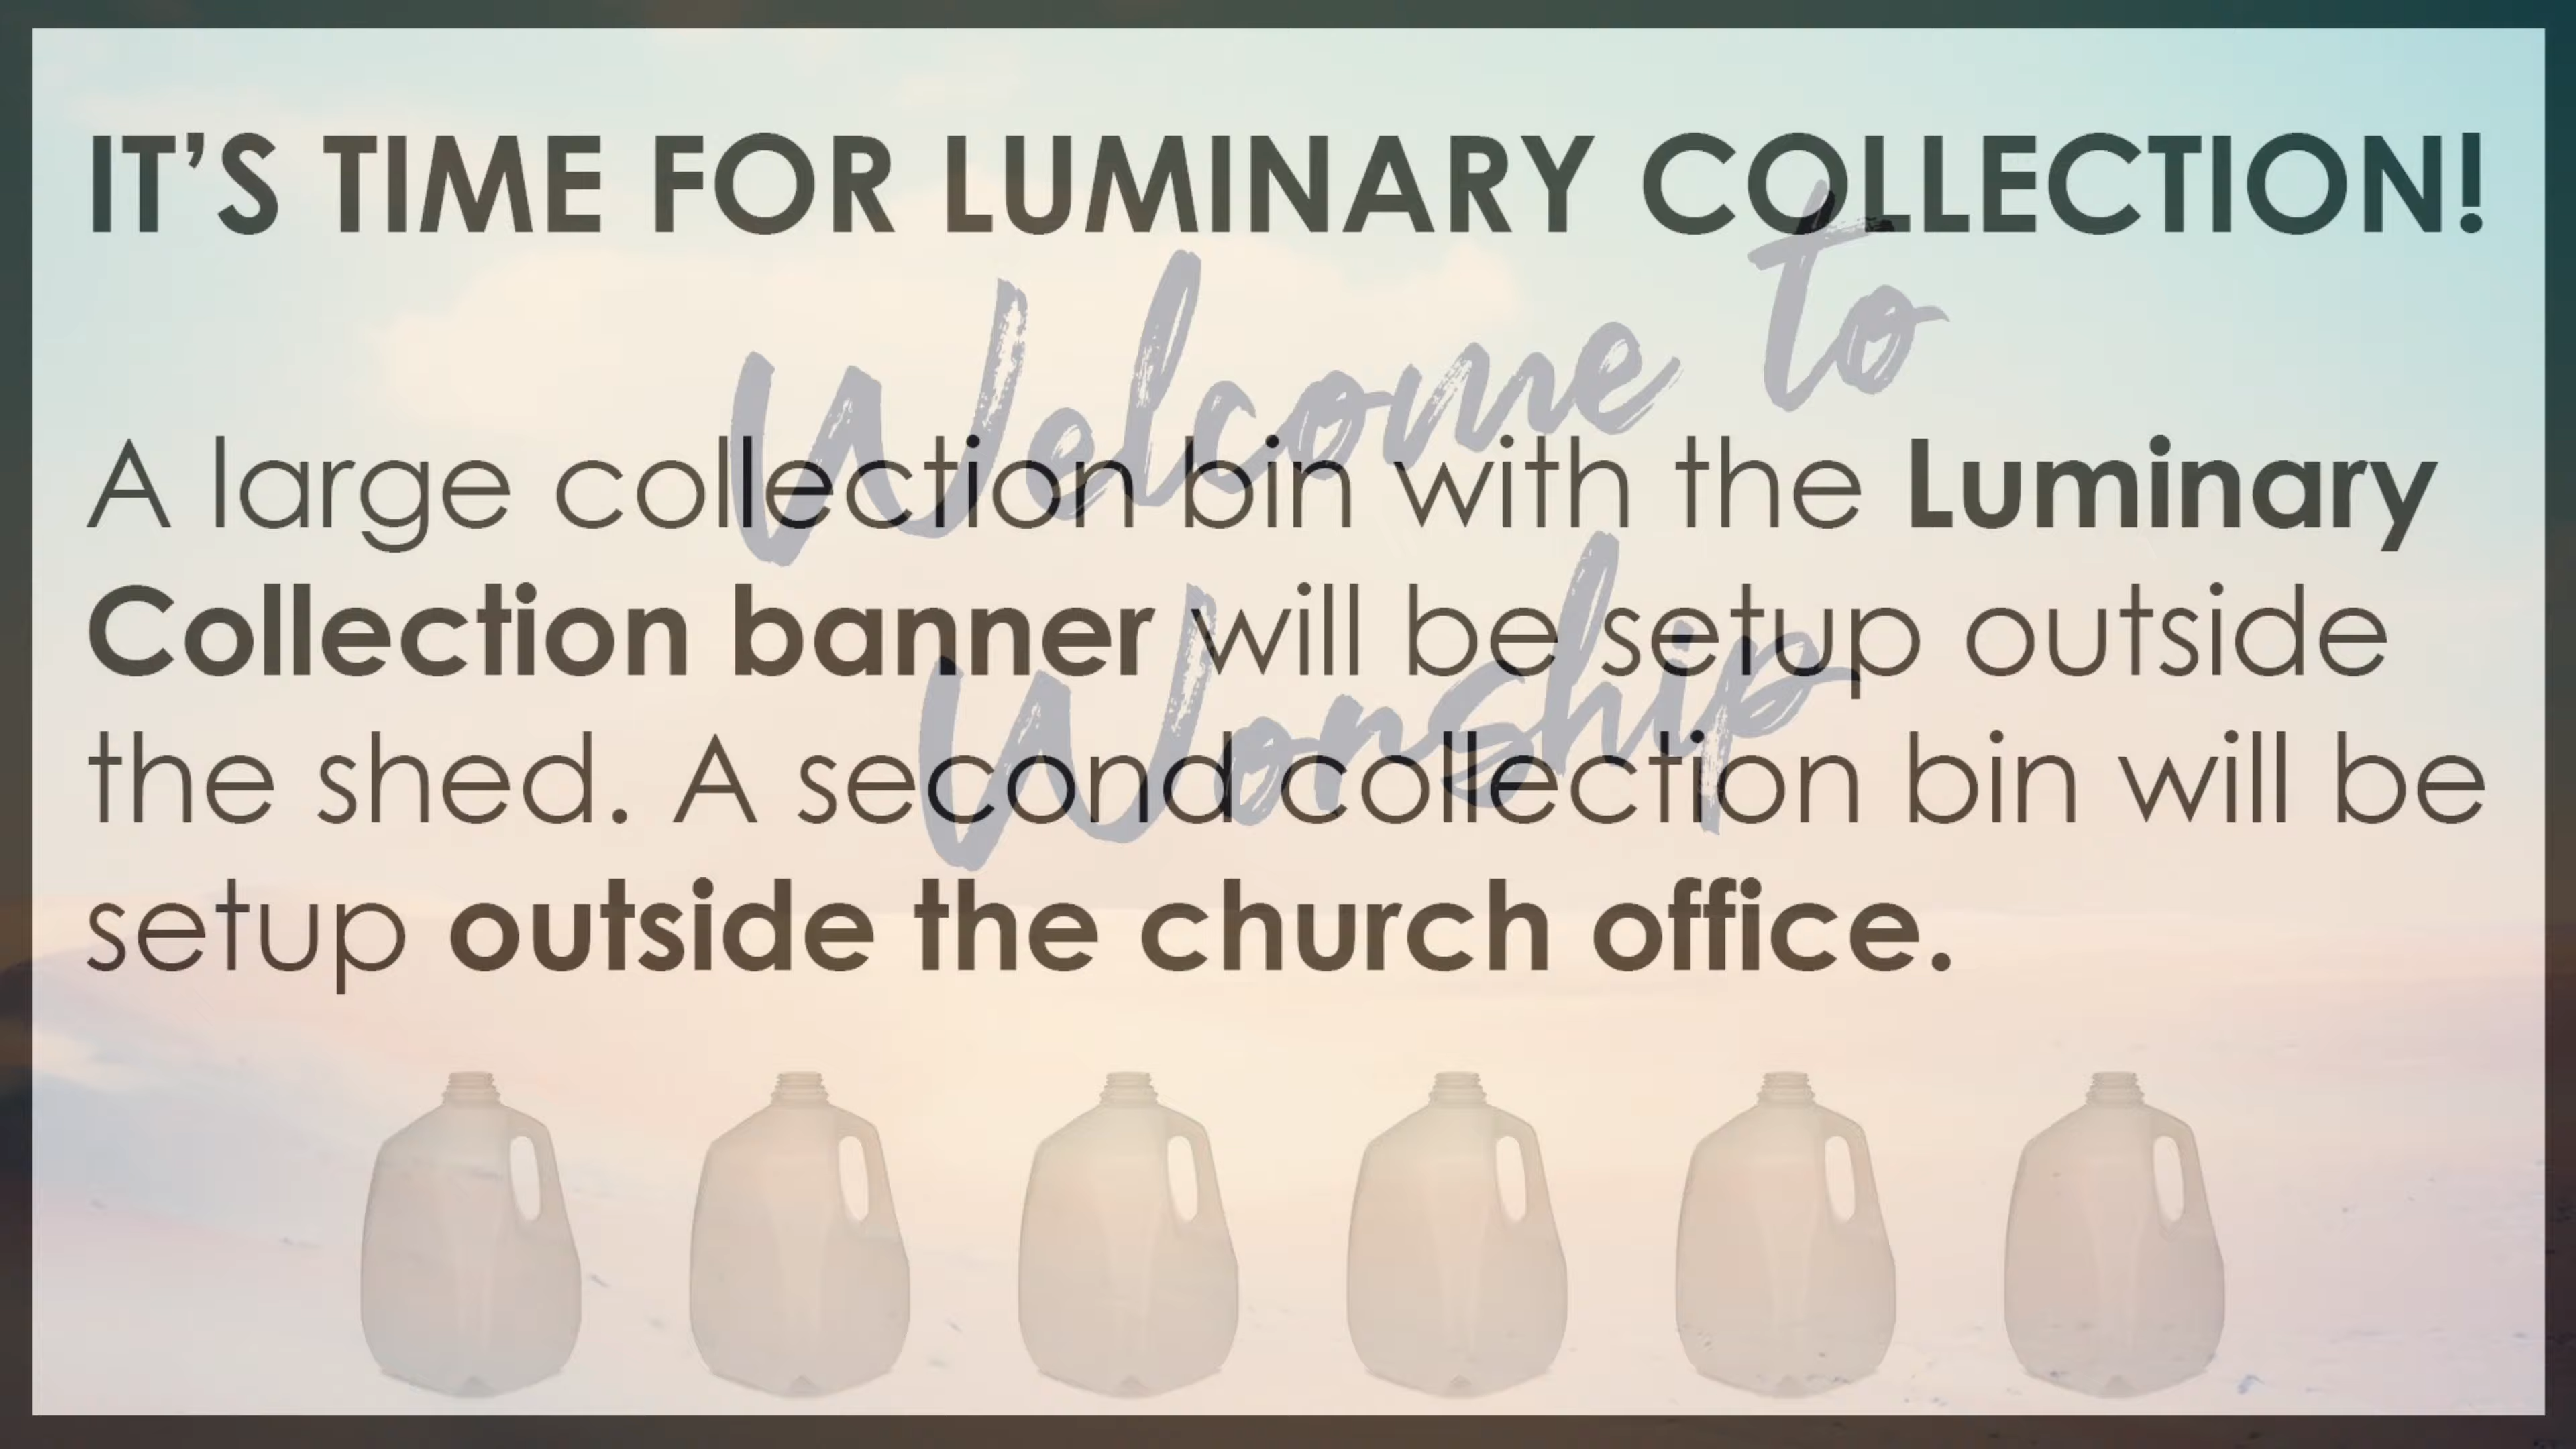 IT'S TIME FOR LUMINARY COLLECTION!
Welcome to
Worship
A large collection bin with the Luminary
Collection banner will be setup outside
the shed. A second collection bin will be
setup outside the church office.